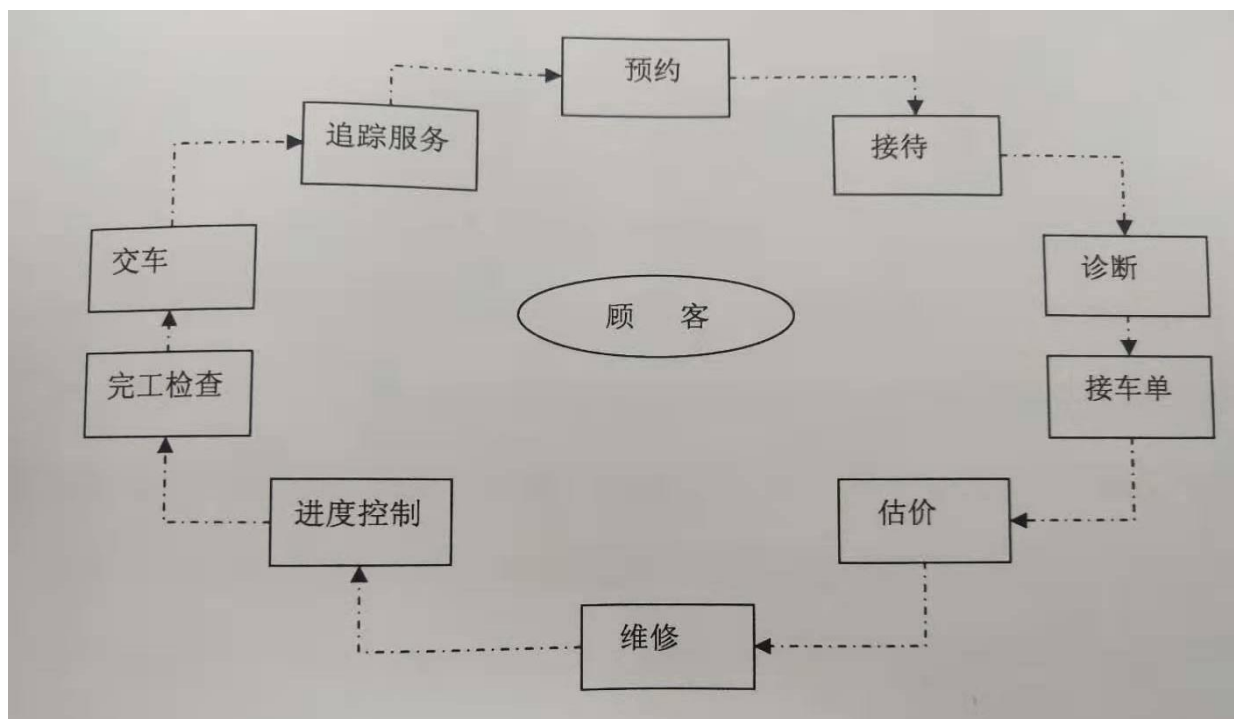 预约
追踪服务
接待
交车
诊断
顾 客
完工检查
接车单
进度控制
估价
维修